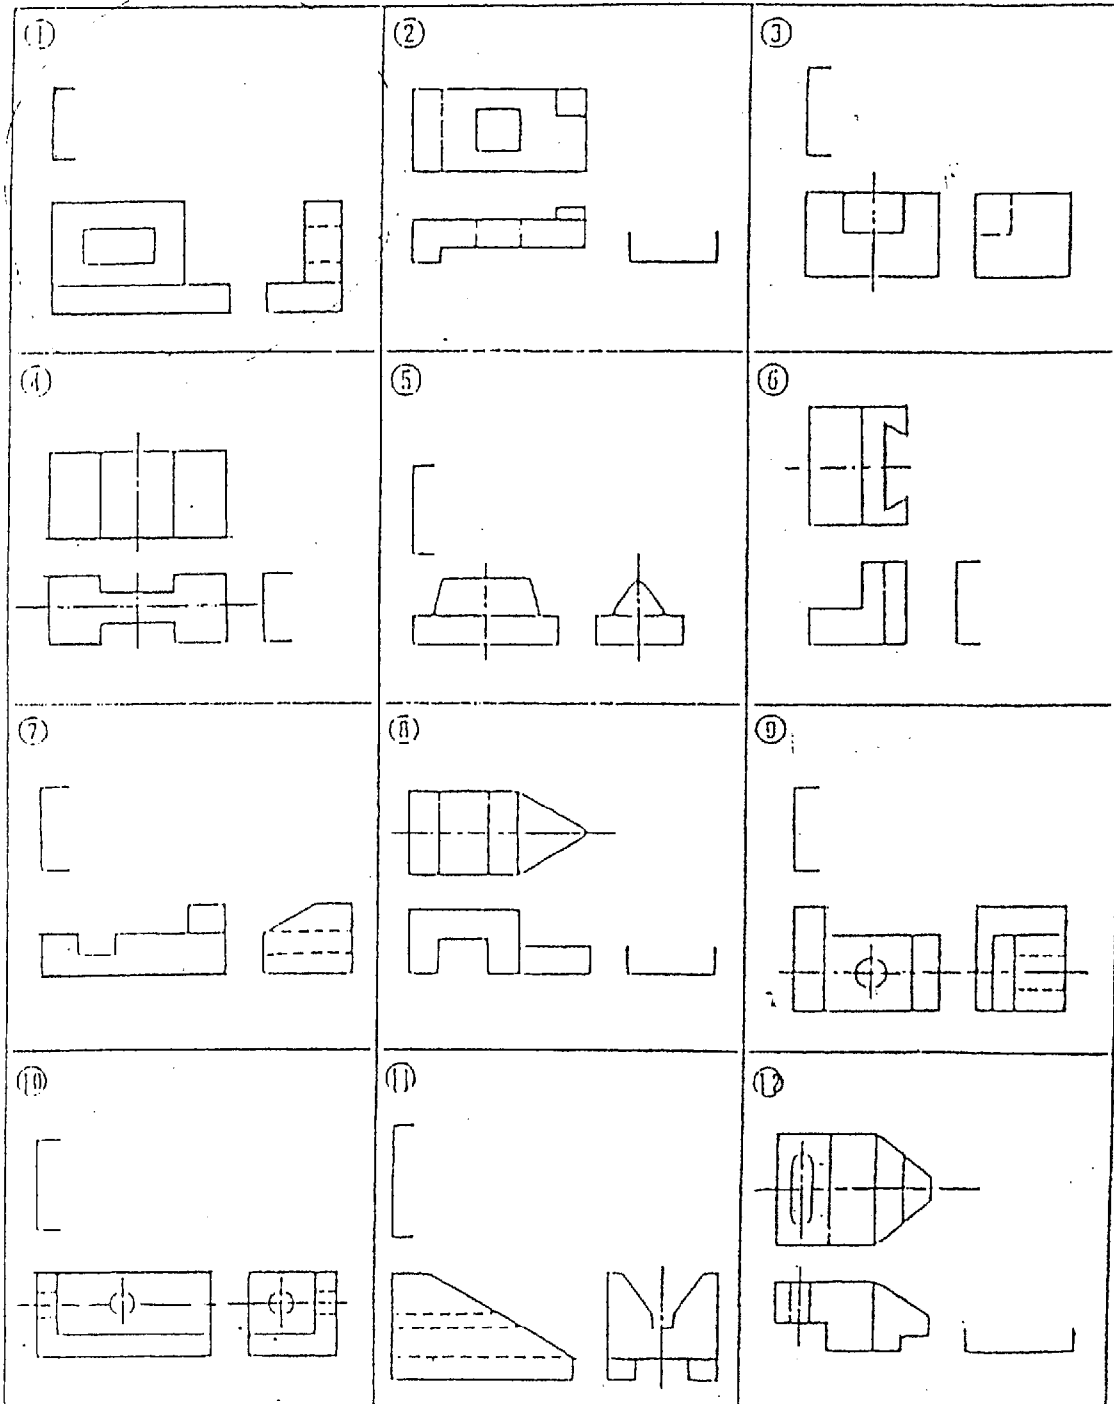 ① ② ③
④ ⑤ ⑥
⑦ ⑧ ⑨
⑩ ⑪ ⑫